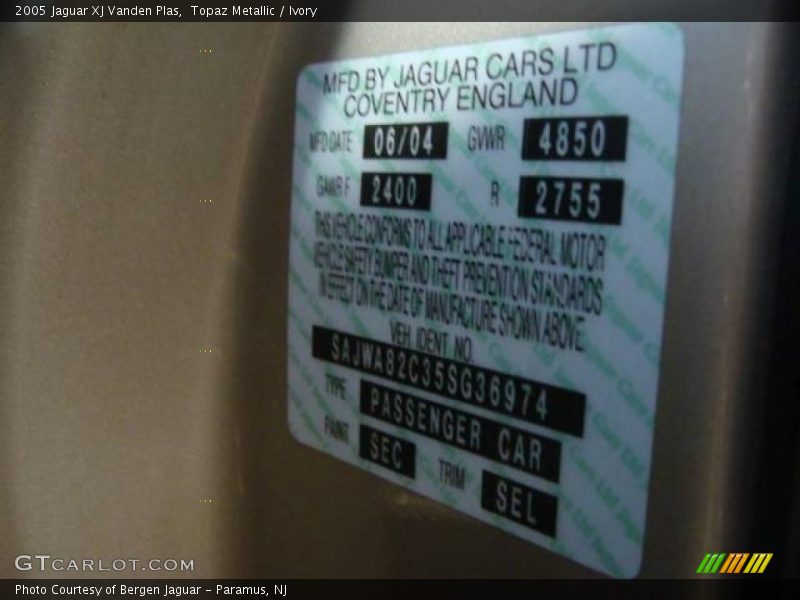 2005 Jaguar XJ Vanden Plas, Topaz Metallic / Ivory
MFD BY JAGUAR CARS LTD
COVENTRY ENGLAND
MFD DATE 06/04 GVWR 4850
GAWR F 2400 R 2755
THIS VEHICLE CONFORMS TO ALL APPLICABLE FEDERAL MOTOR
VEHICLE SAFETY BUMPER AND THEFT PREVENTION STANDARDS
IN EFFECT ON THE DATE OF MANUFACTURE SHOWN ABOVE
VEH. IDENT. NO.
SAJWA82C35SG36974
TYPE PASSENGER CAR
PAINT SEC TRIM SEL
GTCARLOT.COM
Photo Courtesy of Bergen Jaguar - Paramus, NJ